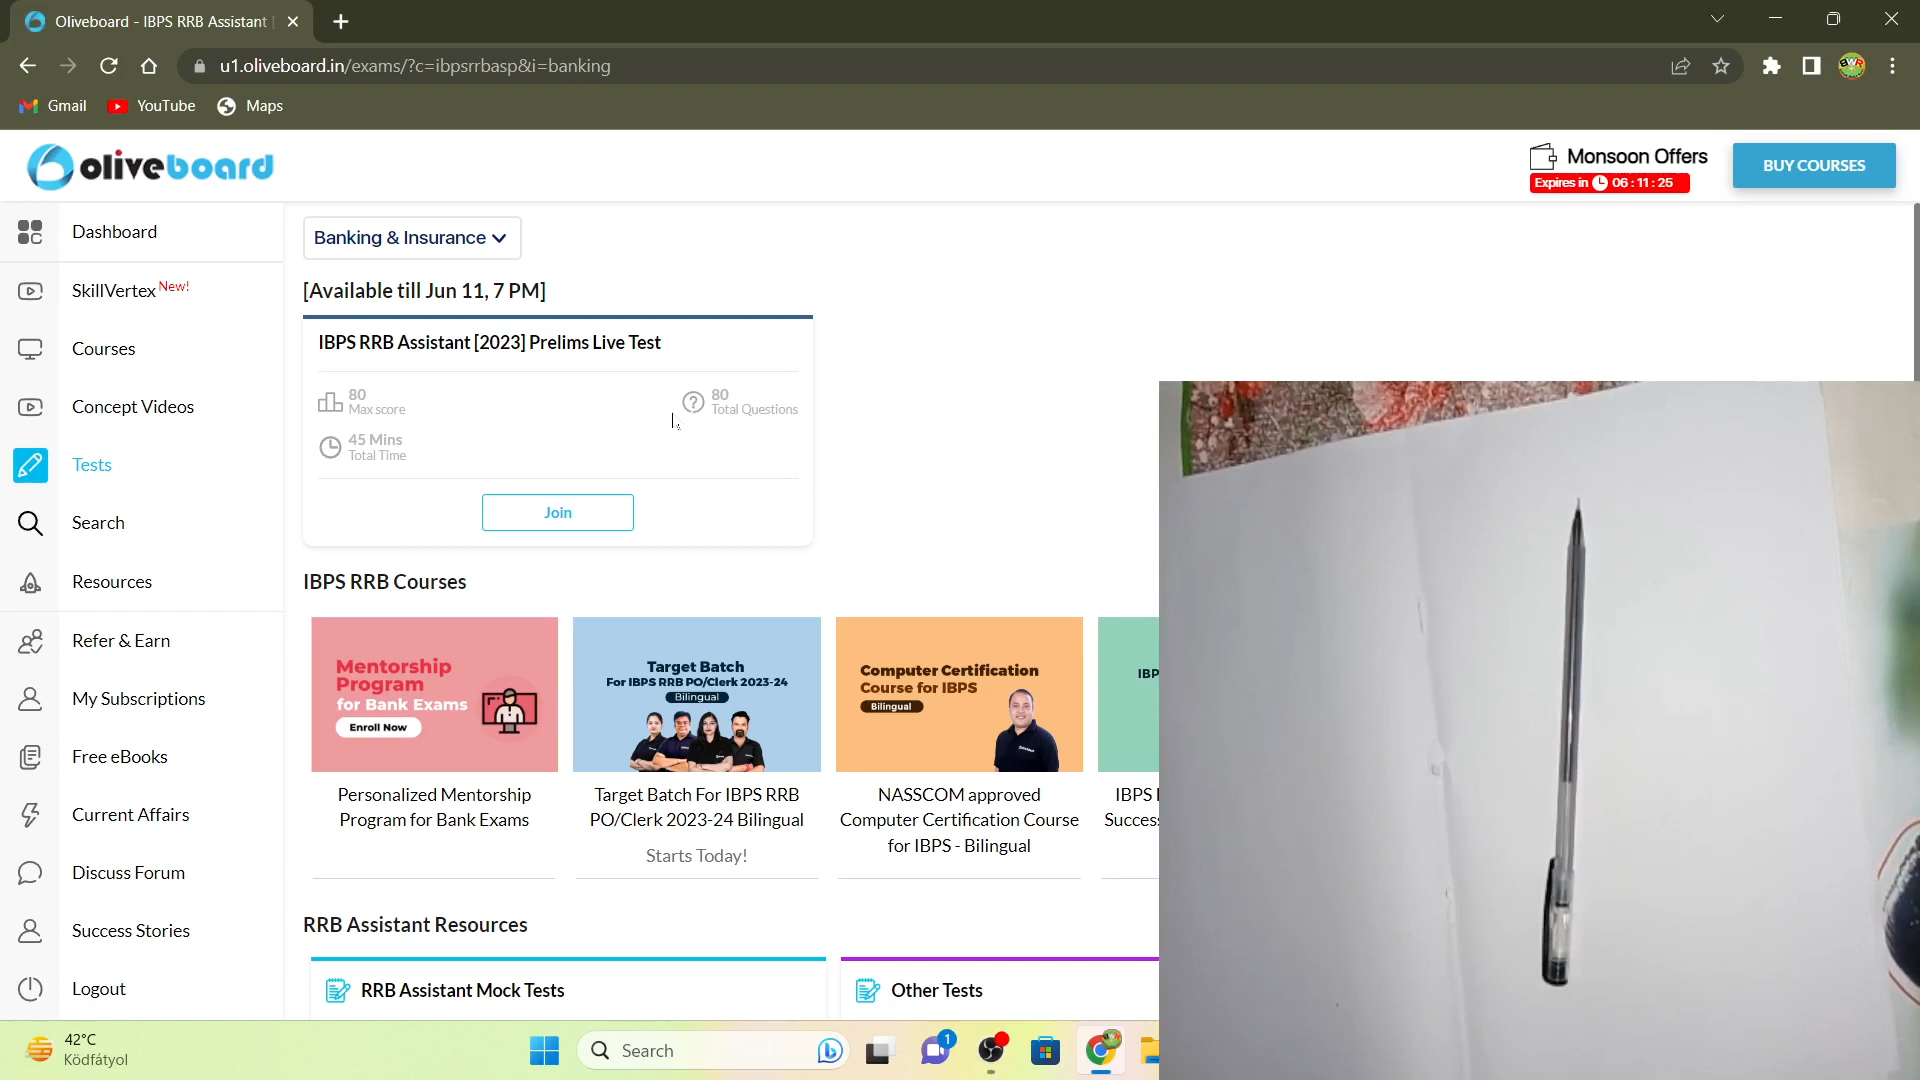 Oliveboard - IBPS RRB Assistant
u1.oliveboard.in/exams/?c=ibpsrrbasp&i=banking
BWR
Gmail YouTube Maps
oliveboard
Monsoon Offers
Expires in 06 : 11 : 25
BUY COURSES
Dashboard
SkillVertex New!
Courses
Concept Videos
Tests
Search
Resources
Refer & Earn
My Subscriptions
Free eBooks
Current Affairs
Discuss Forum
Success Stories
Logout
Banking & Insurance
[Available till Jun 11, 7 PM]
IBPS RRB Assistant [2023] Prelims Live Test
80
Max score
80
Total Questions
45 Mins
Total Time
Join
IBPS RRB Courses
Mentorship
Program
for Bank Exams
Enroll Now
Personalized Mentorship
Program for Bank Exams
Target Batch
For IBPS RRB PO/Clerk 2023-24
Bilingual
Target Batch For IBPS RRB
PO/Clerk 2023-24 Bilingual
Starts Today!
Computer Certification
Course for IBPS
Bilingual
NASSCOM approved
Computer Certification Course
for IBPS - Bilingual
IBP
IBPS
Succes
RRB Assistant Resources
RRB Assistant Mock Tests
Other Tests
42°C
Ködfátyol
Search
1